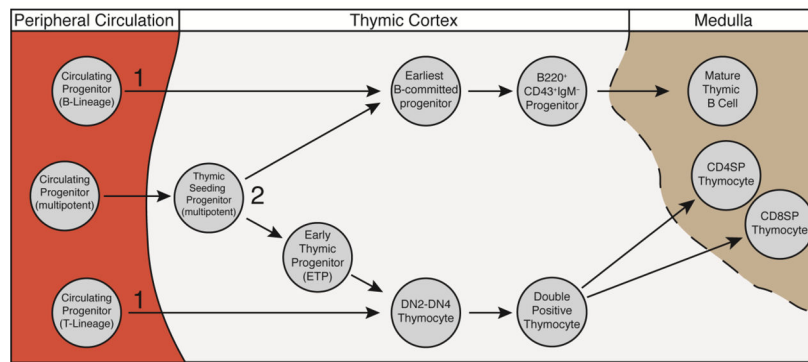 Peripheral Circulation
Thymic Cortex
Medulla
Circulating
Progenitor
(B-Lineage)
1
Earliest
B-committed
progenitor
B220⁺
CD43⁺IgM⁻
Progenitor
Mature
Thymic
B Cell
Circulating
Progenitor
(multipotent)
Thymic
Seeding
Progenitor
(multipotent)
2
CD4SP
Thymocyte
CD8SP
Thymocyte
Early
Thymic
Progenitor
(ETP)
Circulating
Progenitor
(T-Lineage)
1
DN2-DN4
Thymocyte
Double
Positive
Thymocyte